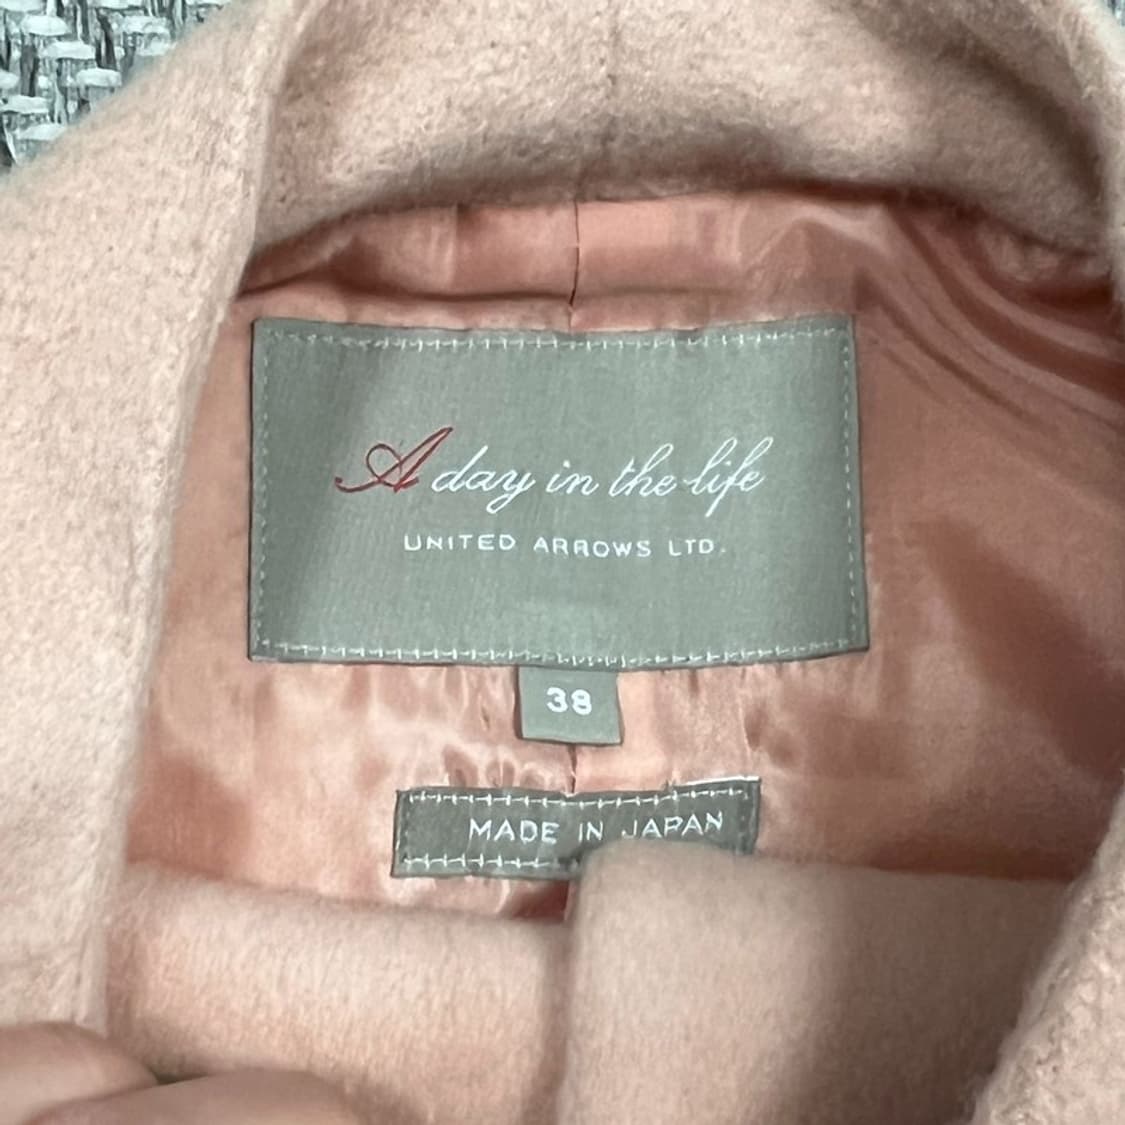 A day in the life
UNITED ARROWS LTD.
38
MADE IN JAPAN